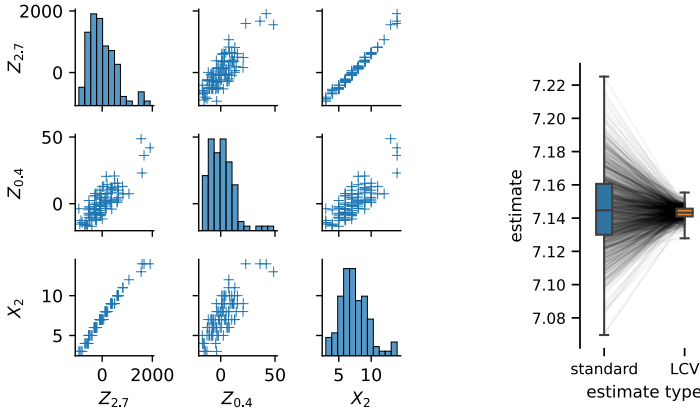 2000
0
Z2.7
50
0
Z0.4
10
5
X2
0 2000
Z2.7
0 50
Z0.4
5 10
X2
7.22
7.20
7.18
7.16
7.14
7.12
7.10
7.08
estimate
standard LCV
estimate type